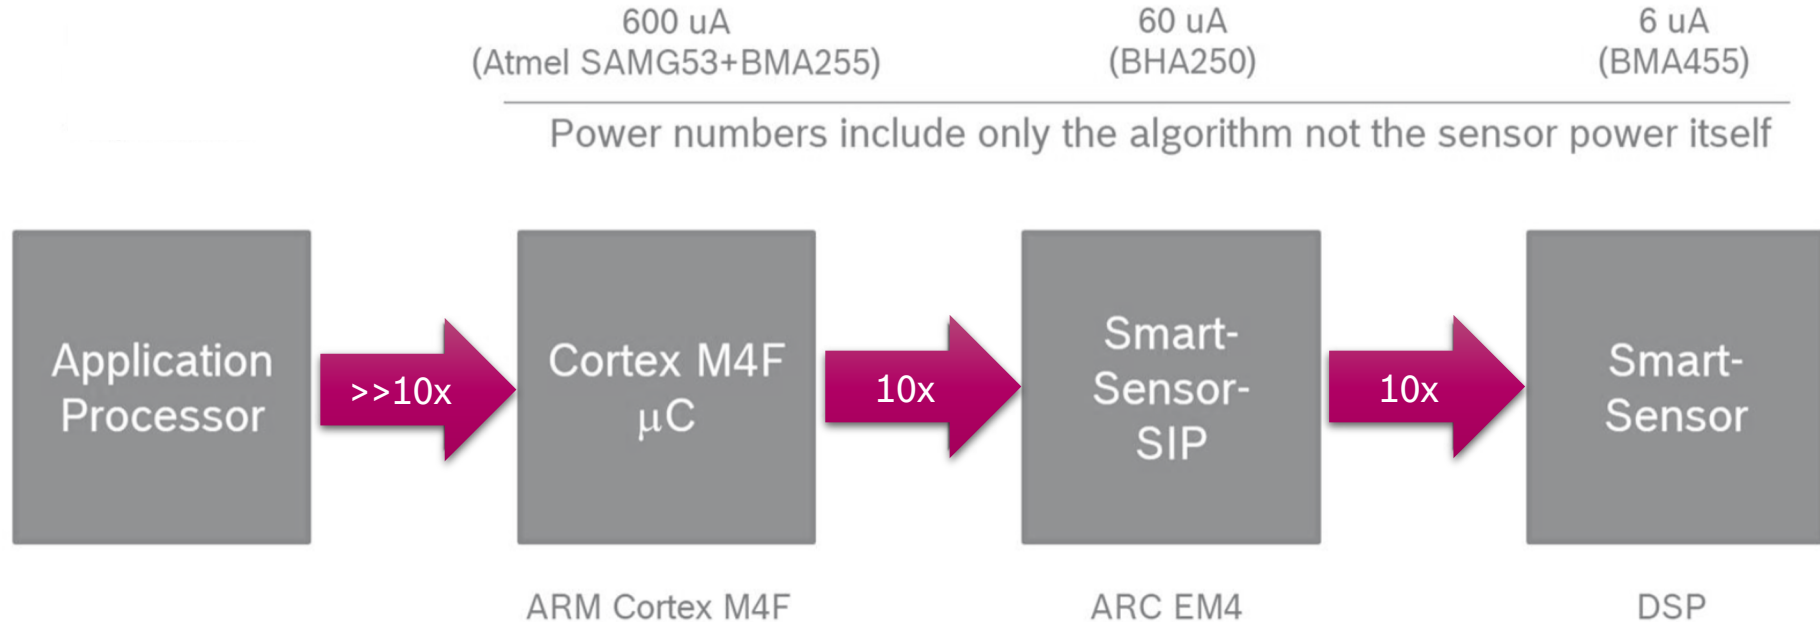 600 uA
(Atmel SAMG53+BMA255)
60 uA
(BHA250)
6 uA
(BMA455)
Power numbers include only the algorithm not the sensor power itself
Application
Processor
>>10x
Cortex M4F
μC
10x
Smart-
Sensor-
SIP
10x
Smart-
Sensor
ARM Cortex M4F
ARC EM4
DSP